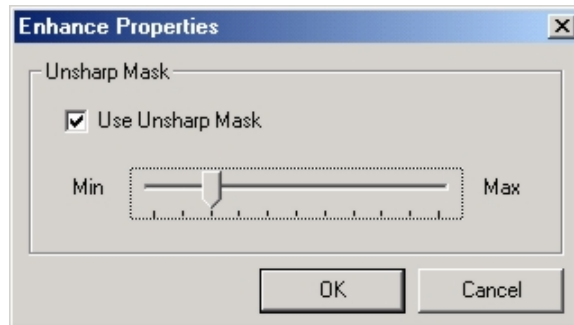 Enhance Properties
Unsharp Mask
Use Unsharp Mask
Min Max
OK Cancel